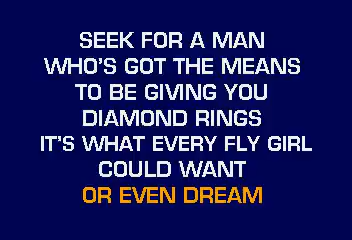 SEEK FOR A MAN
WHO'S GOT THE MEANS
TO BE GIVING YOU
DIAMOND RINGS
IT'S WHAT EVERY FLY GIRL
COULD WANT
OR EVEN DREAM